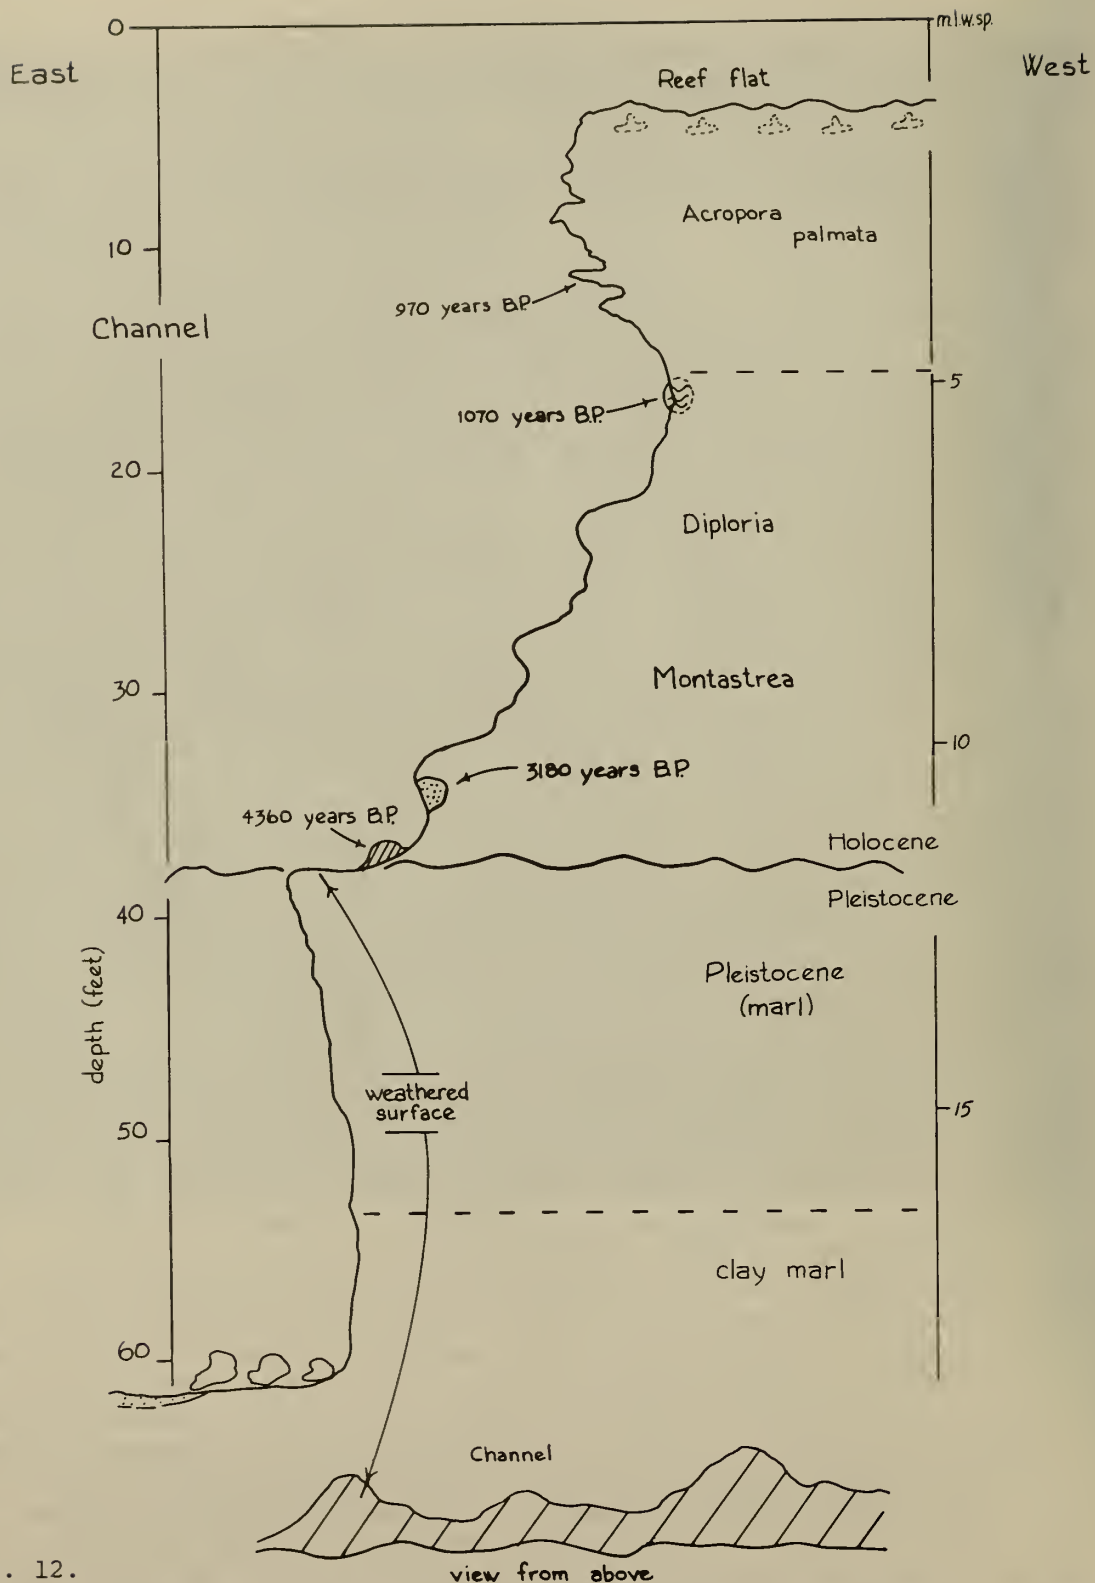 0
m.l.w.sp.
East
West
Reef flat
Acropora
palmata
10
970 years B.P.
Channel
5
1070 years B.P.
20
Diploria
30
Montastrea
10
3180 years B.P.
4360 years B.P.
Holocene
Pleistocene
40
depth (feet)
Pleistocene
(marl)
weathered
surface
15
50
clay marl
60
Channel
. 12.
view from above